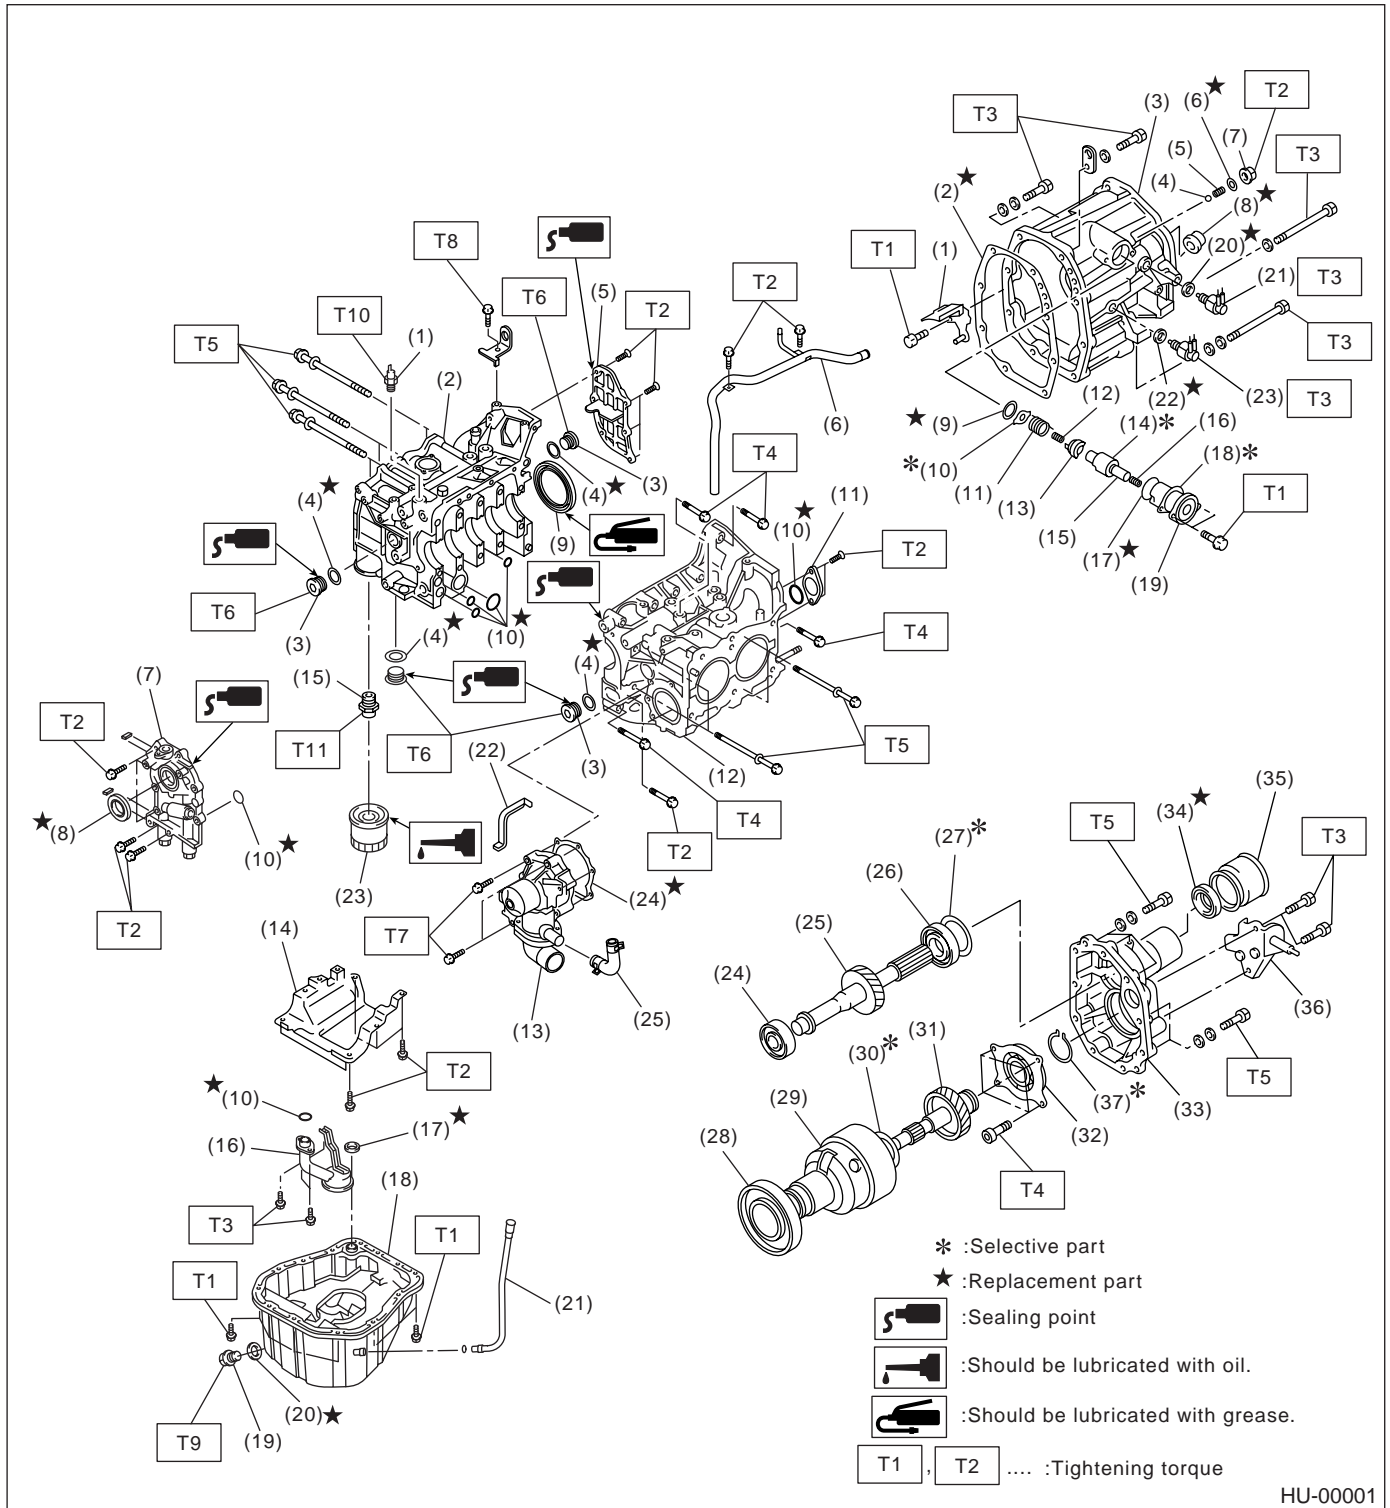 T3
(6)★
T2
(3)
(7)
T3
(5)
(2)★
(4)
(8)★
T8
T1
(1)
(20)★
T6
(5)
T2
T2
(21)
T3
T10
T5
(1)
T3
(2)
(12)
(22)★
(23)
T3
★(9)
(14)*
(16)
(6)
*(10)
(18)*
T4
(3)
(4)★
(11)
(13)
T1
(4)★
(10)★
(11)
(15)
(9)
(17)★
T2
(19)
T6
(3)
(4)★
(10)★
T4
(4)★
(7)
(15)
T2
T11
T6
(22)
(3)
(12)
T5
(35)
(34)★
★(8)
(10)★
T4
T5
(27)*
T3
T2
(26)
(23)
(24)★
T2
T7
(25)
(14)
(36)
(24)
(13)
(25)
(31)
(30)*
T5
T2
★(10)
(37)*
(33)
(29)
(17)★
(32)
(16)
(28)
(18)
T4
T3
T1
* :Selective part
T1
★ :Replacement part
(21)
:Sealing point
:Should be lubricated with oil.
(20)★
:Should be lubricated with grease.
T9
(19)
T1 , T2 .... :Tightening torque
HU-00001